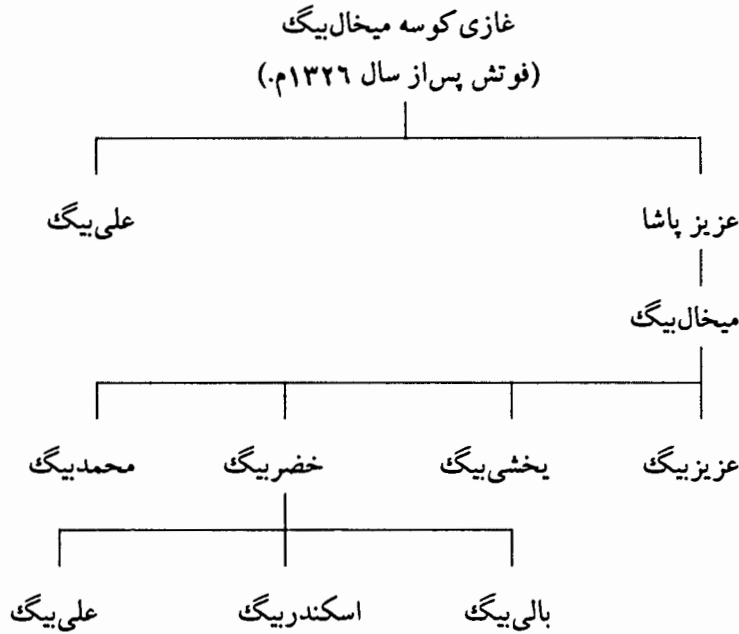 غازی کوسه میخال‌بیگ
(فوتش پس‌از سال ۱۳۲۶م.)
عزیز پاشا علی‌بیگ
میخال‌بیگ
عزیزبیگ یخشی‌بیگ خضربیگ محمدبیگ
بالی‌بیگ اسکندربیگ علی‌بیگ